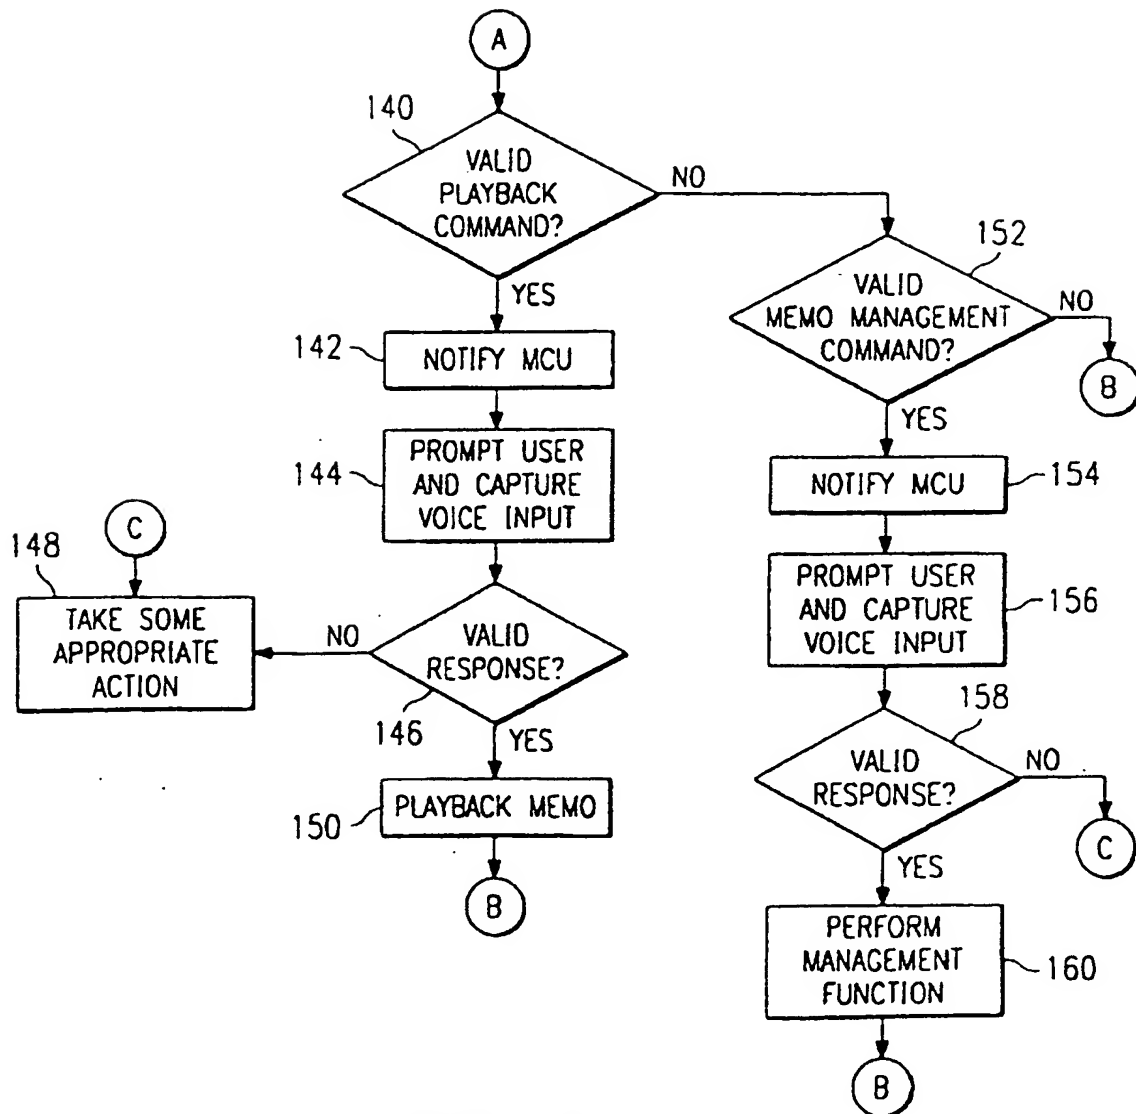 A
140
VALID
PLAYBACK
COMMAND?
NO
YES
152
VALID
MEMO MANAGEMENT
COMMAND?
NO
B
YES
142
NOTIFY MCU
144
PROMPT USER
AND CAPTURE
VOICE INPUT
154
NOTIFY MCU
C
148
TAKE SOME
APPROPRIATE
ACTION
NO
VALID
RESPONSE?
146
YES
156
PROMPT USER
AND CAPTURE
VOICE INPUT
158
VALID
RESPONSE?
NO
C
YES
150
PLAYBACK MEMO
B
PERFORM
MANAGEMENT
FUNCTION
160
B